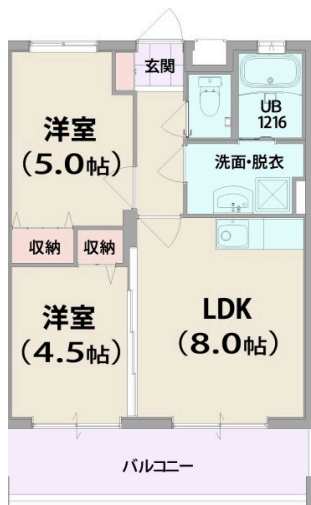 玄関
UB
1216
洋室
(5.0帖)
洗面・脱衣
収納
収納
洋室
(4.5帖)
LDK
(8.0帖)
バルコニー